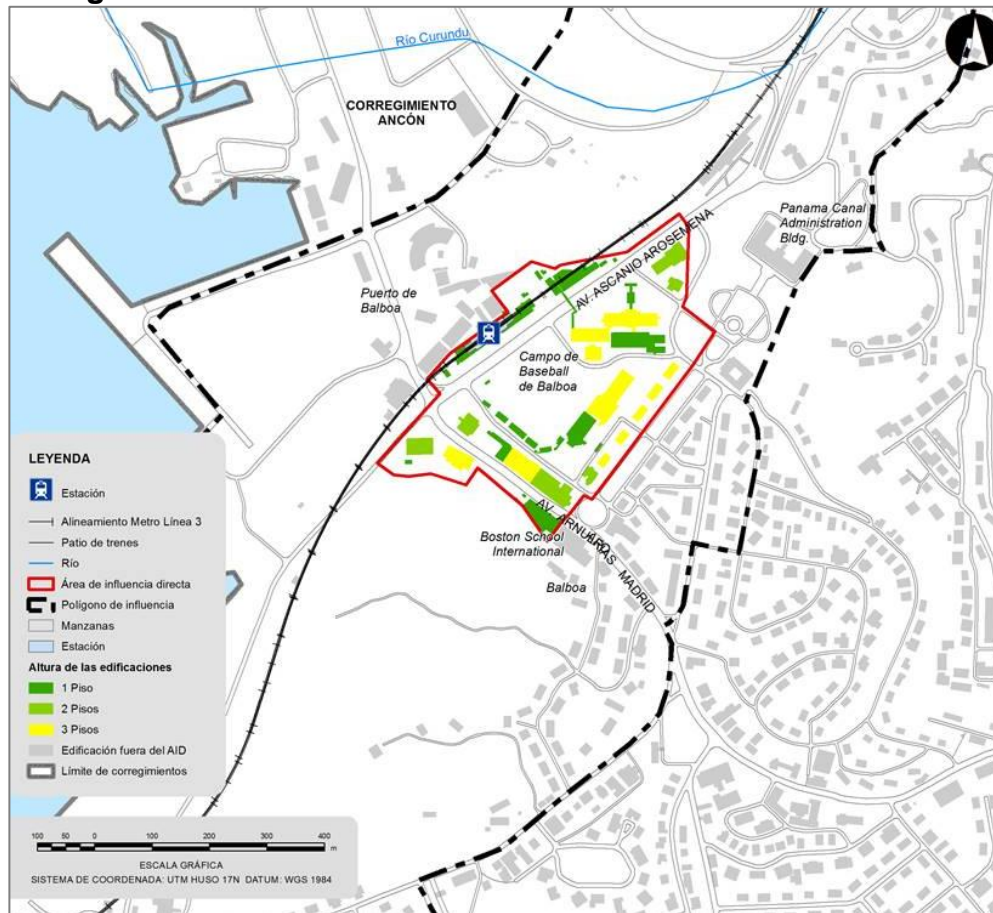 Río Curundu
CORREGIMIENTO
ANCÓN
Panama Canal
Administration
Bldg.
AV. ASCANIO AROSEMENA
Puerto de
Balboa
Campo de
Baseball
de Balboa
AV. ARNULFO ARIAS MADRID
Boston School
International
Balboa
LEYENDA
Estación
Alineamiento Metro Línea 3
Patio de trenes
Río
Área de influencia directa
Polígono de influencia
Manzanas
Estación
Altura de las edificaciones
1 Piso
2 Pisos
3 Pisos
Edificación fuera del AID
Límite de corregimientos
100 50 0 100 200 300 400
m
ESCALA GRÁFICA
SISTEMA DE COORDENADA: UTM HUSO 17N DATUM: WGS 1984